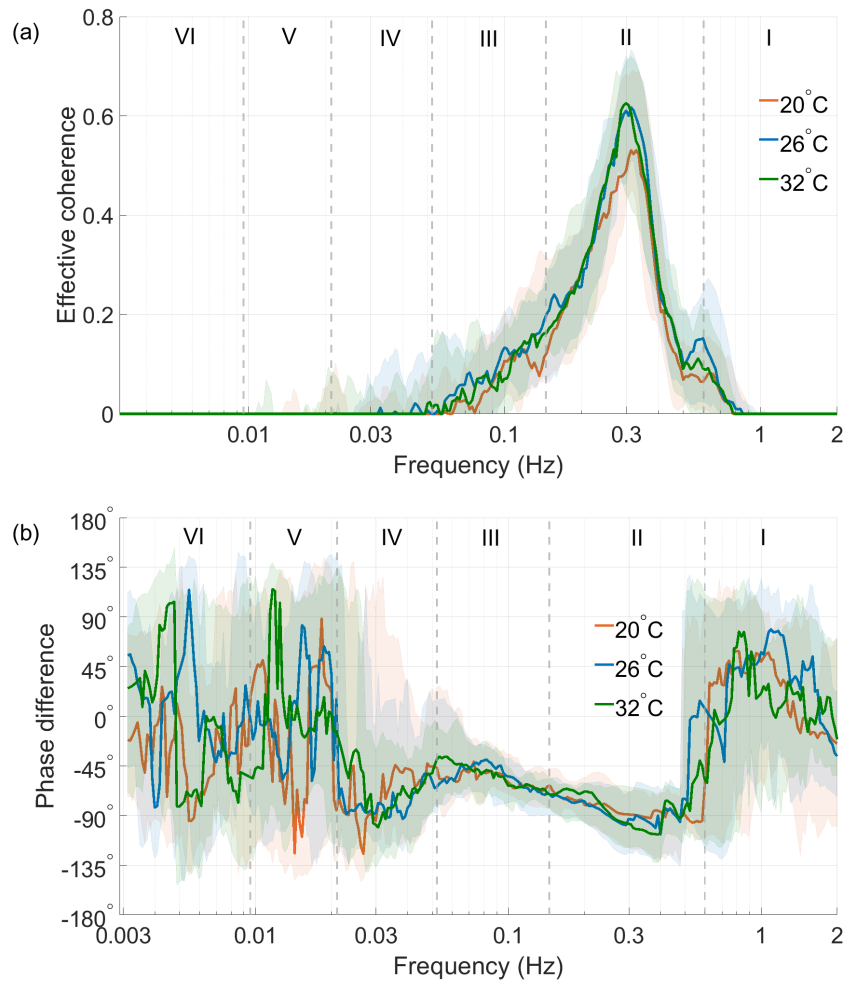 (a)
0.8
0.6
0.4
0.2
0
Effective coherence
VI V IV III II I
20°C
26°C
32°C
0.01 0.03 0.1 0.3 1 2
Frequency (Hz)
(b)
180°
135°
90°
45°
0°
-45°
-90°
-135°
-180°
Phase difference
VI V IV III II I
20°C
26°C
32°C
0.003 0.01 0.03 0.1 0.3 1 2
Frequency (Hz)